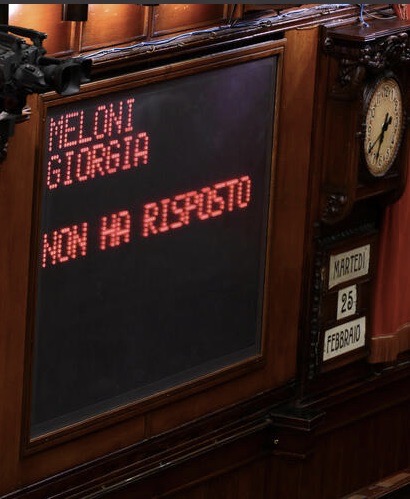 MELONI
GIORGIA
NON HA RISPOSTO
MARTEDI
25
FEBBRAIO